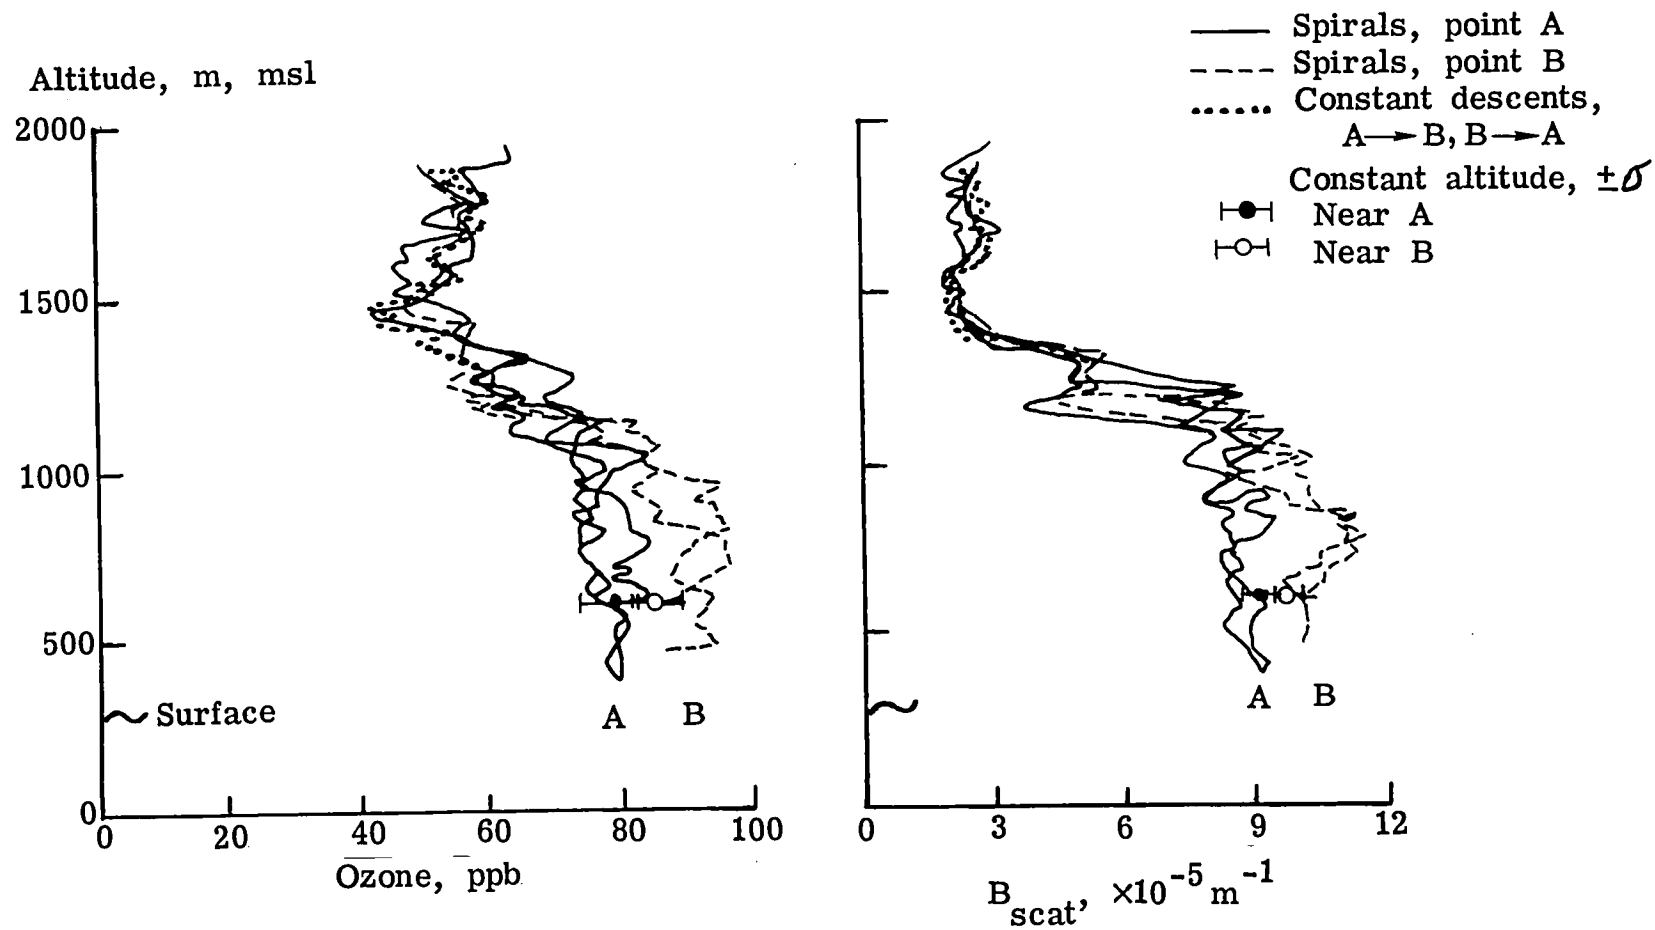 Spirals, point A
Spirals, point B
Constant descents,
A→B, B→A
Constant altitude, ±σ
Near A
Near B
Altitude, m, msl
2000
1500
1000
500
0
Surface
A B
0 20 40 60 80 100
Ozone, ppb
A B
0 3 6 9 12
B_scat, ×10^-5 m^-1